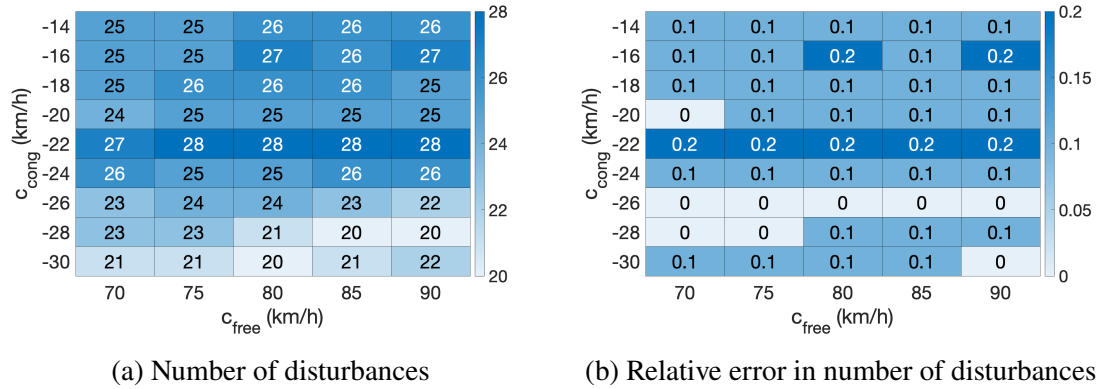 -14 25 25 26 26 26
-16 25 25 27 26 27
-18 25 26 26 26 25
-20 24 25 25 25 25
-22 27 28 28 28 28
-24 26 25 25 26 26
-26 23 24 24 23 22
-28 23 23 21 20 20
-30 21 21 20 21 22
70 75 80 85 90
c_free (km/h)
c_cong (km/h)
28
26
24
22
20
(a) Number of disturbances
-14 0.1 0.1 0.1 0.1 0.1
-16 0.1 0.1 0.2 0.1 0.2
-18 0.1 0.1 0.1 0.1 0.1
-20 0 0.1 0.1 0.1 0.1
-22 0.2 0.2 0.2 0.2 0.2
-24 0.1 0.1 0.1 0.1 0.1
-26 0 0 0 0 0
-28 0 0 0.1 0.1 0.1
-30 0.1 0.1 0.1 0.1 0
70 75 80 85 90
c_free (km/h)
c_cong (km/h)
0.2
0.15
0.1
0.05
0
(b) Relative error in number of disturbances